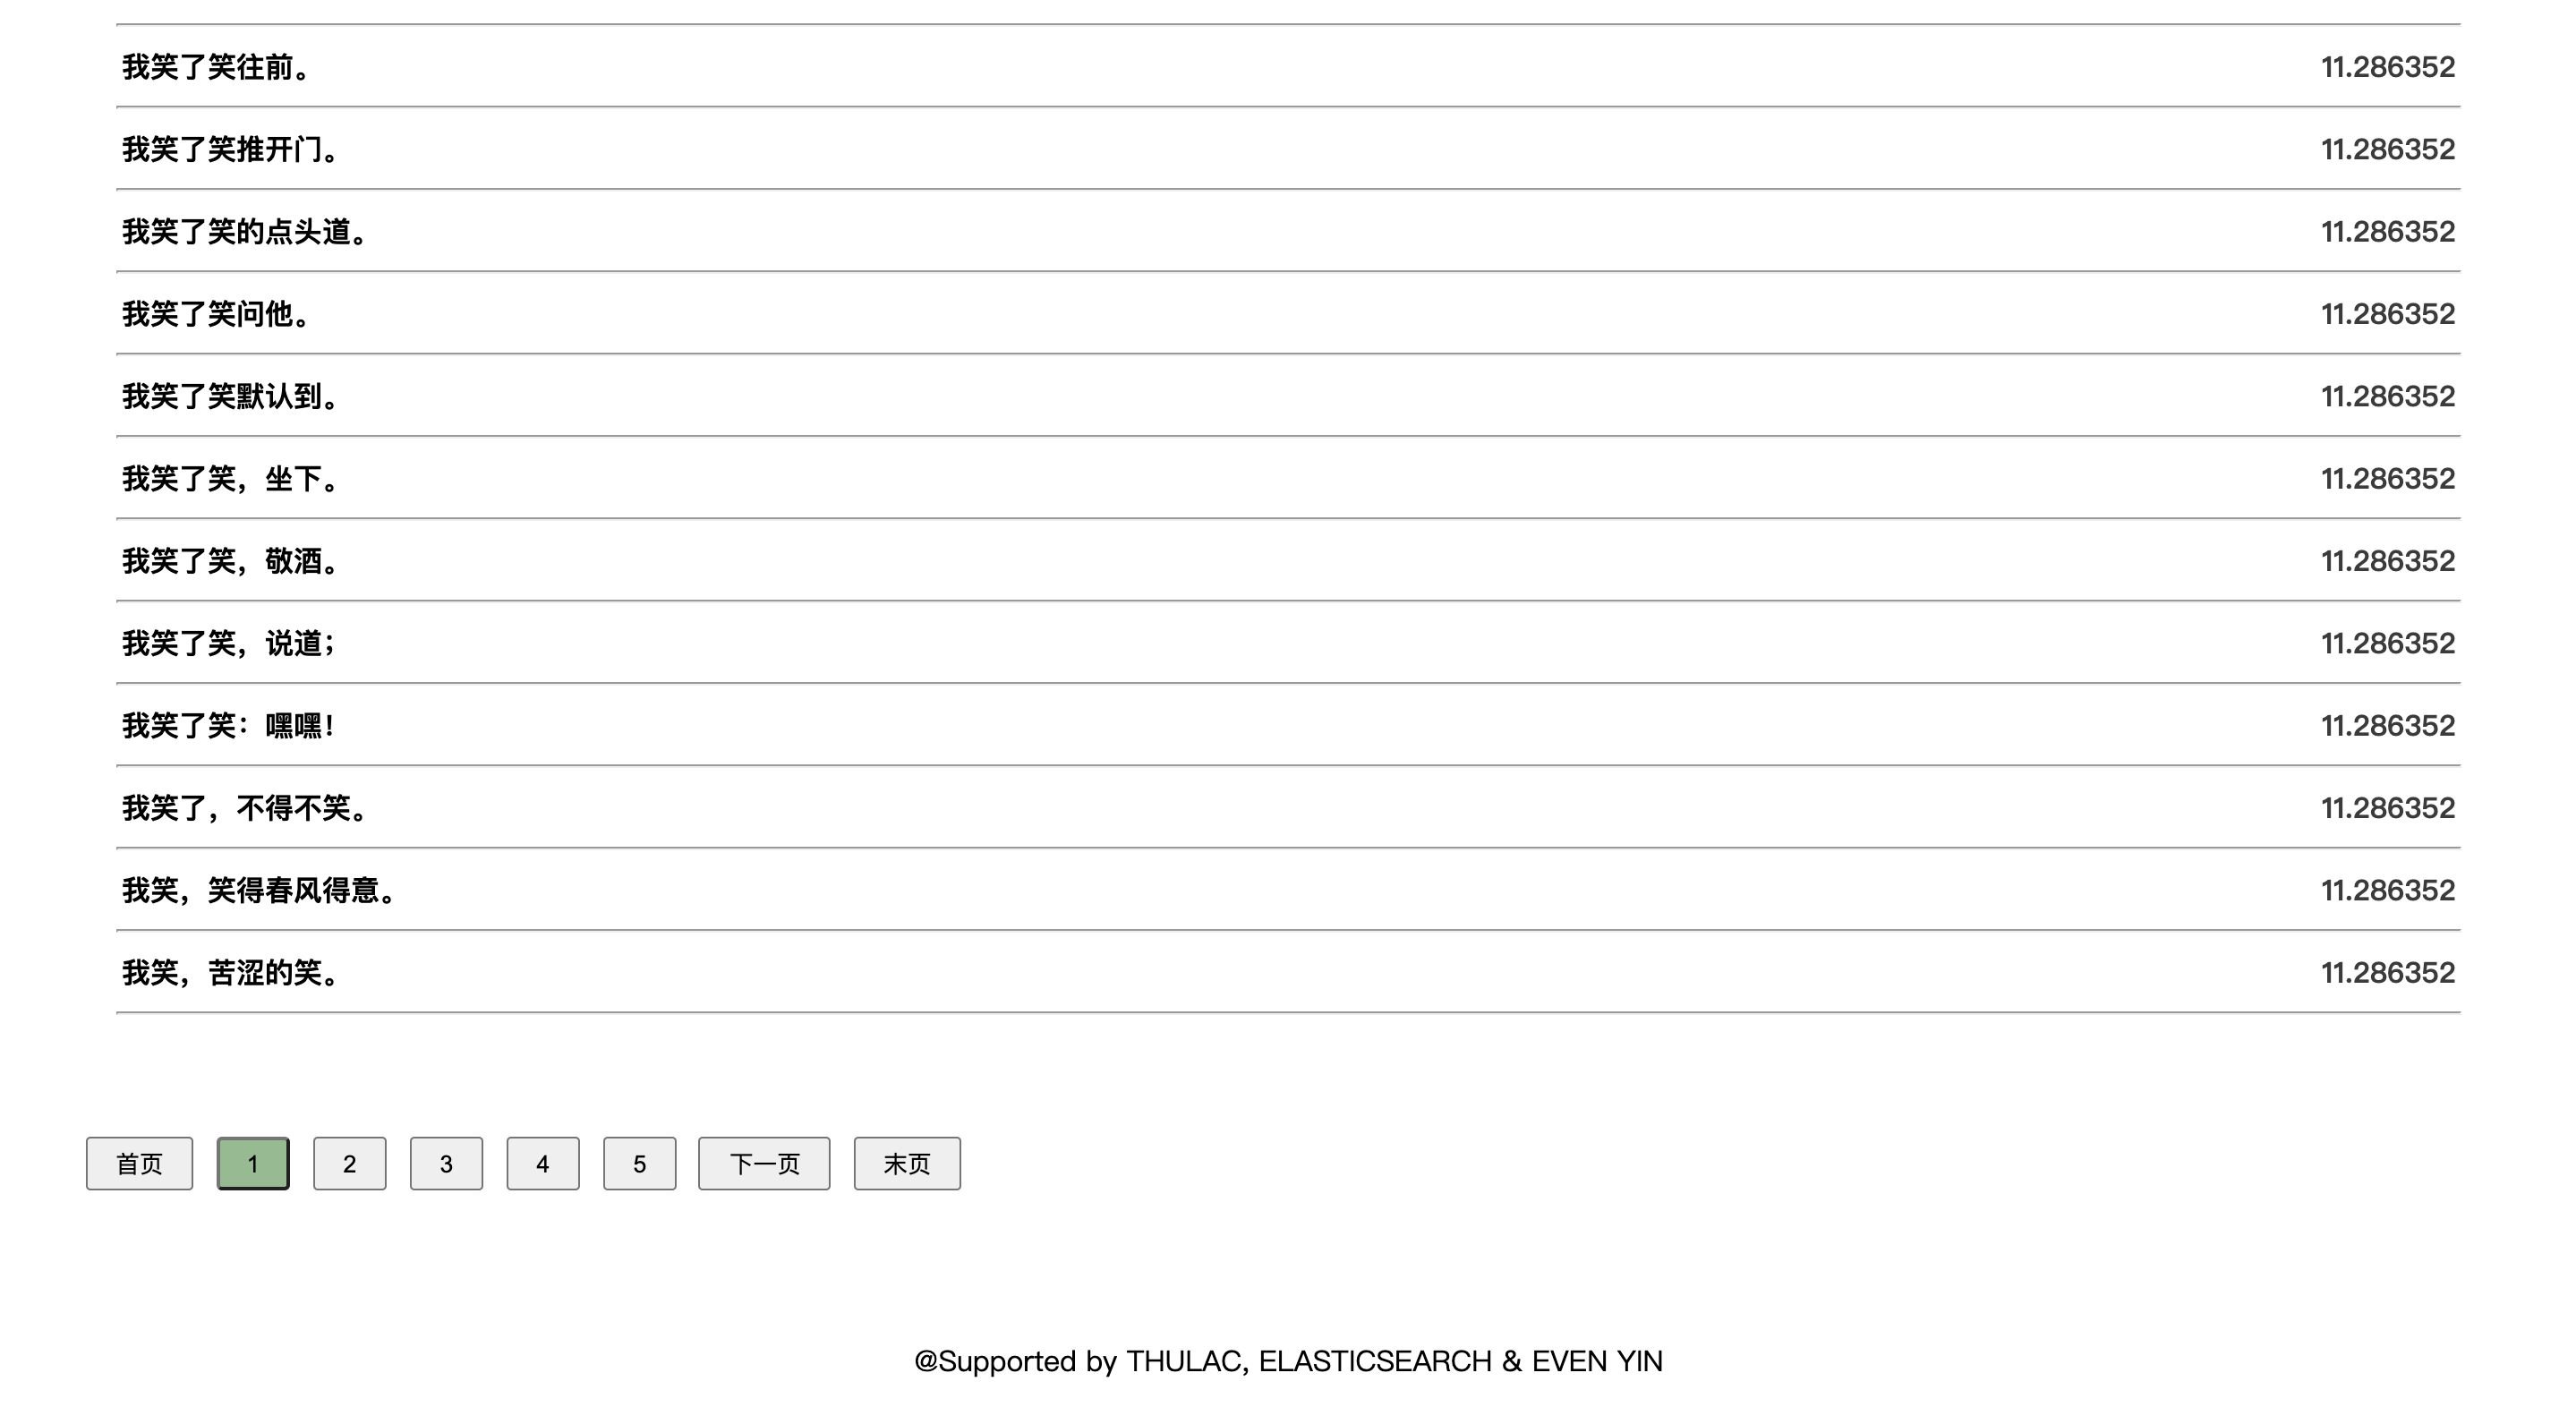 我笑了笑往前。 11.286352
我笑了笑推开门。 11.286352
我笑了笑的点头道。 11.286352
我笑了笑问他。 11.286352
我笑了笑默认到。 11.286352
我笑了笑，坐下。 11.286352
我笑了笑，敬酒。 11.286352
我笑了笑，说道； 11.286352
我笑了笑：嘿嘿！ 11.286352
我笑了，不得不笑。 11.286352
我笑，笑得春风得意。 11.286352
我笑，苦涩的笑。 11.286352
首页 1 2 3 4 5 下一页 末页
@Supported by THULAC, ELASTICSEARCH & EVEN YIN